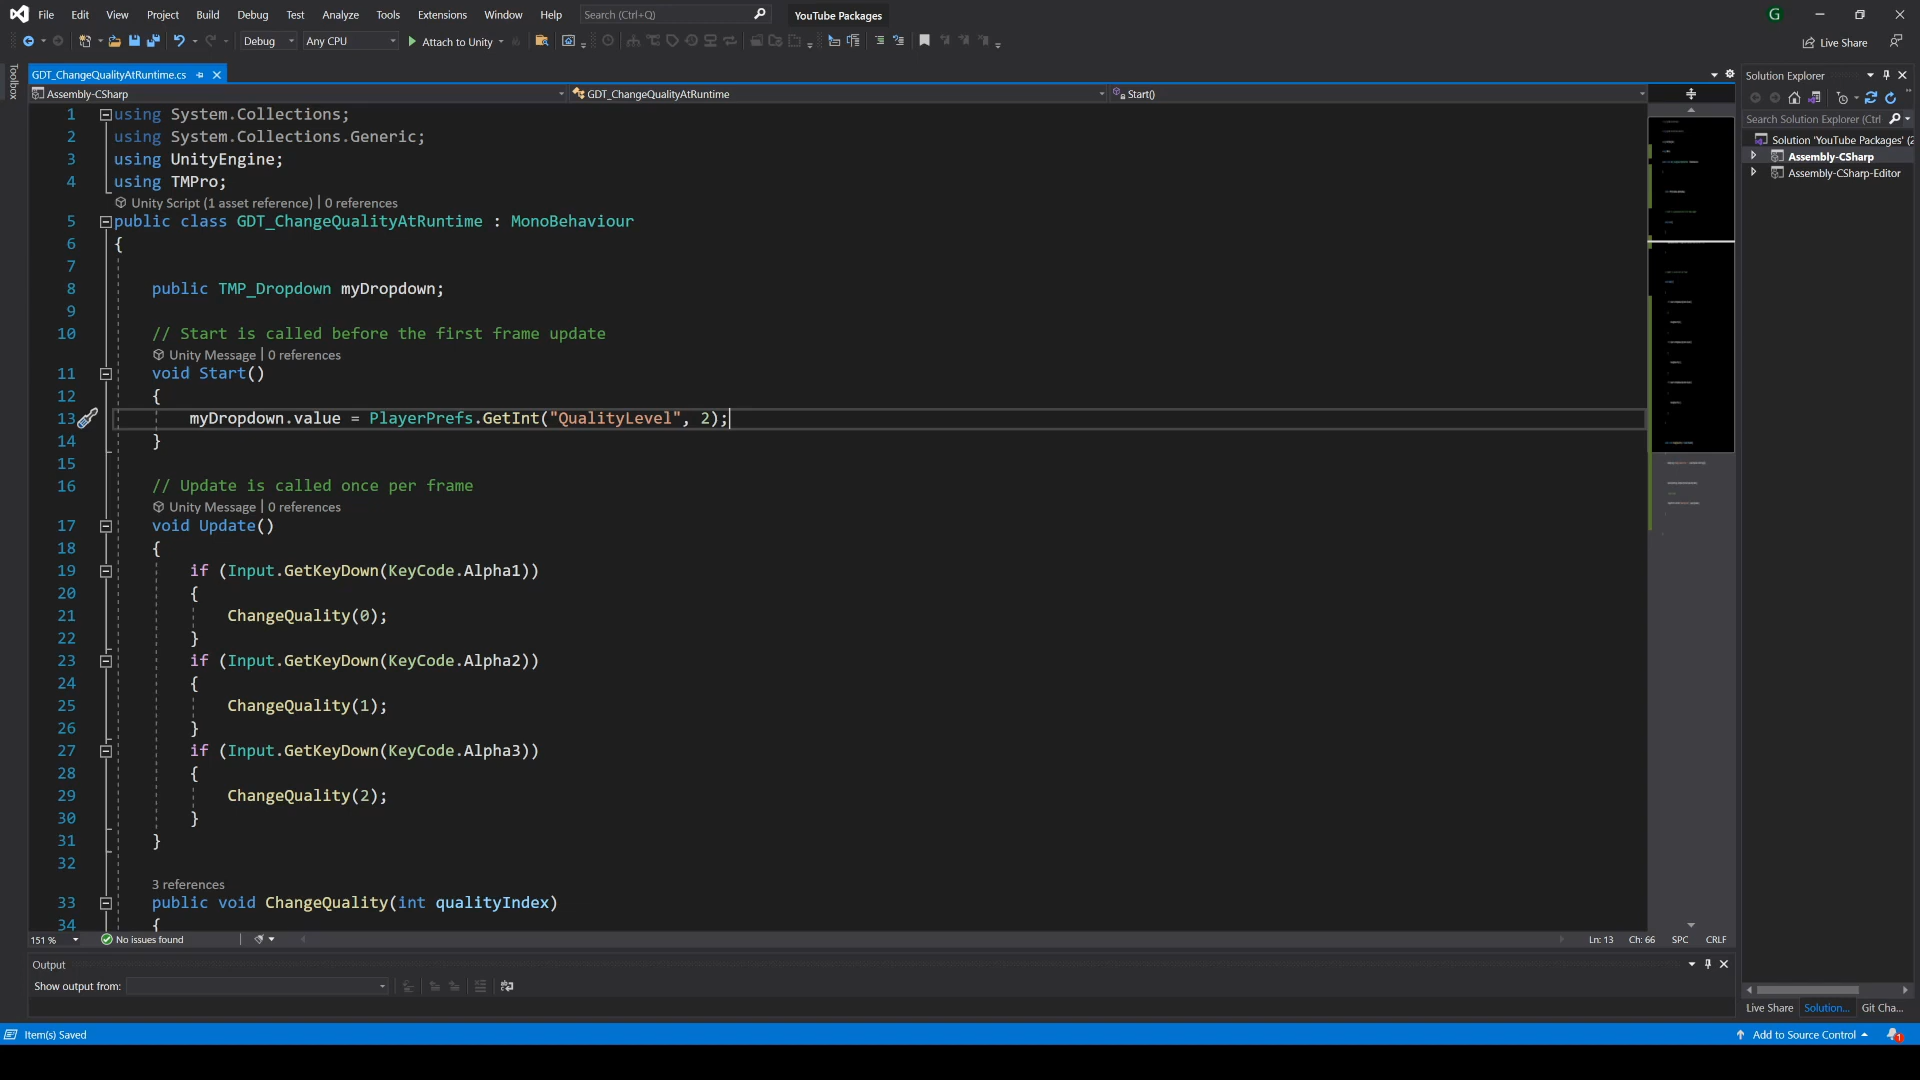 File Edit View Project Build Debug Test Analyze Tools Extensions Window Help Search (Ctrl+Q) YouTube Packages G
Debug Any CPU Attach to Unity Live Share
Toolbox
GDT_ChangeQualityAtRuntime.cs
Assembly-CSharp GDT_ChangeQualityAtRuntime Start()
1 using System.Collections;
2 using System.Collections.Generic;
3 using UnityEngine;
4 using TMPro;
Unity Script (1 asset reference) | 0 references
5 public class GDT_ChangeQualityAtRuntime : MonoBehaviour
6 {
7
8 public TMP_Dropdown myDropdown;
9
10 // Start is called before the first frame update
Unity Message | 0 references
11 void Start()
12 {
13 myDropdown.value = PlayerPrefs.GetInt("QualityLevel", 2);
14 }
15
16 // Update is called once per frame
Unity Message | 0 references
17 void Update()
18 {
19 if (Input.GetKeyDown(KeyCode.Alpha1))
20 {
21 ChangeQuality(0);
22 }
23 if (Input.GetKeyDown(KeyCode.Alpha2))
24 {
25 ChangeQuality(1);
26 }
27 if (Input.GetKeyDown(KeyCode.Alpha3))
28 {
29 ChangeQuality(2);
30 }
31 }
32
3 references
33 public void ChangeQuality(int qualityIndex)
34 {
151 % No issues found Ln: 13 Ch: 66 SPC CRLF
Output
Show output from:
Solution Explorer
Search Solution Explorer (Ctrl
Solution 'YouTube Packages' (2
Assembly-CSharp
Assembly-CSharp-Editor
Live Share Solution... Git Cha...
Item(s) Saved Add to Source Control 1